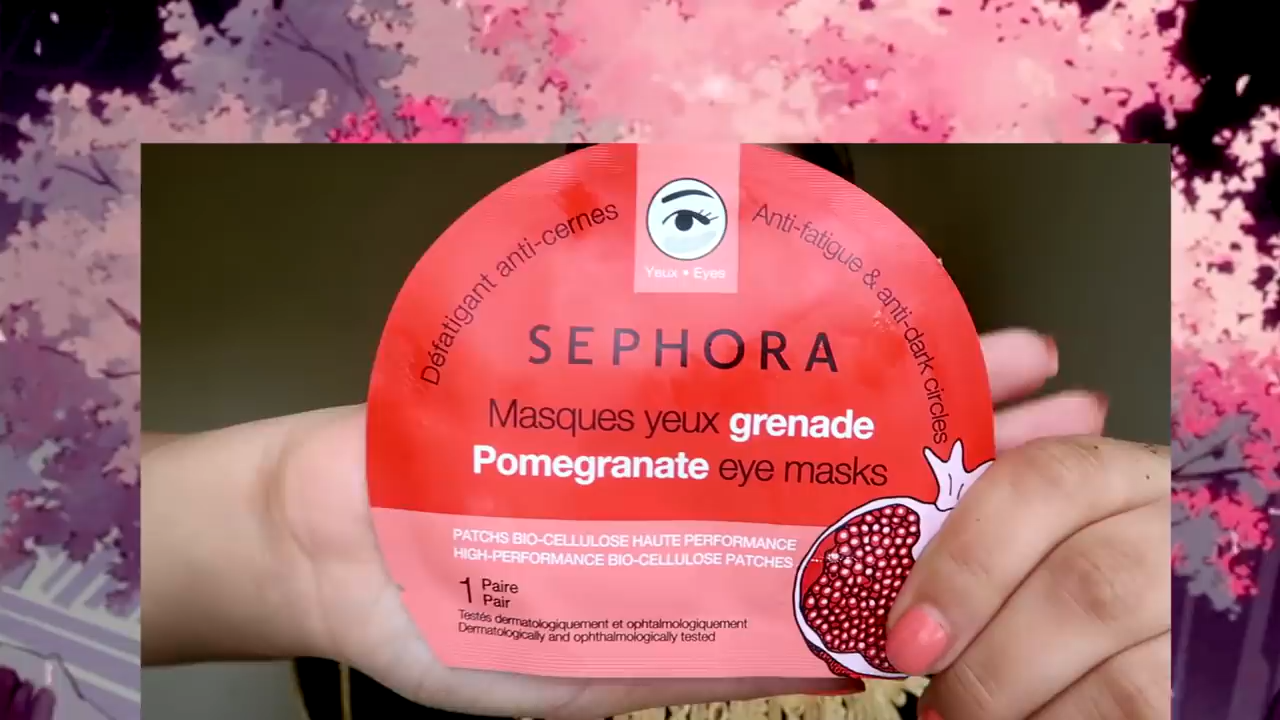 Yeux • Eyes
Défatigant anti-cernes
Anti-fatigue & anti-dark circles
SEPHORA
Masques yeux grenade
Pomegranate eye masks
PATCHS BIO-CELLULOSE HAUTE PERFORMANCE
HIGH-PERFORMANCE BIO-CELLULOSE PATCHES
1 Paire
Pair
Testés dermatologiquement et ophtalmologiquement
Dermatologically and ophthalmologically tested